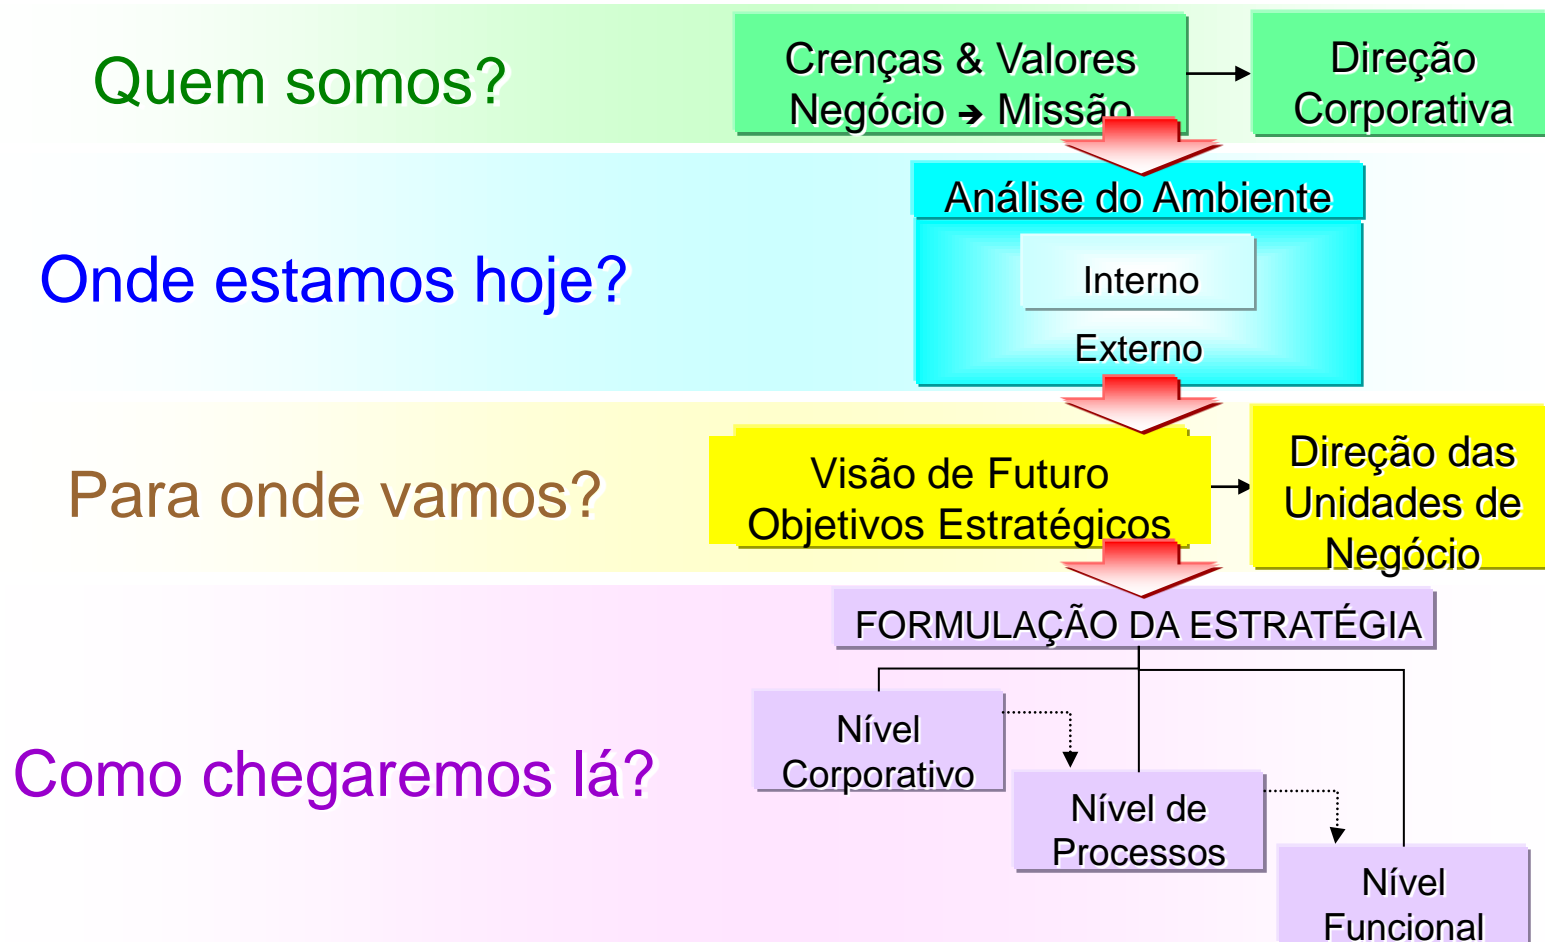 Quem somos?
Crenças & Valores
Negócio ➔ Missão
Direção
Corporativa
Onde estamos hoje?
Análise do Ambiente
Interno
Externo
Para onde vamos?
Visão de Futuro
Objetivos Estratégicos
Direção das
Unidades de
Negócio
Como chegaremos lá?
FORMULAÇÃO DA ESTRATÉGIA
Nível
Corporativo
Nível de
Processos
Nível
Funcional